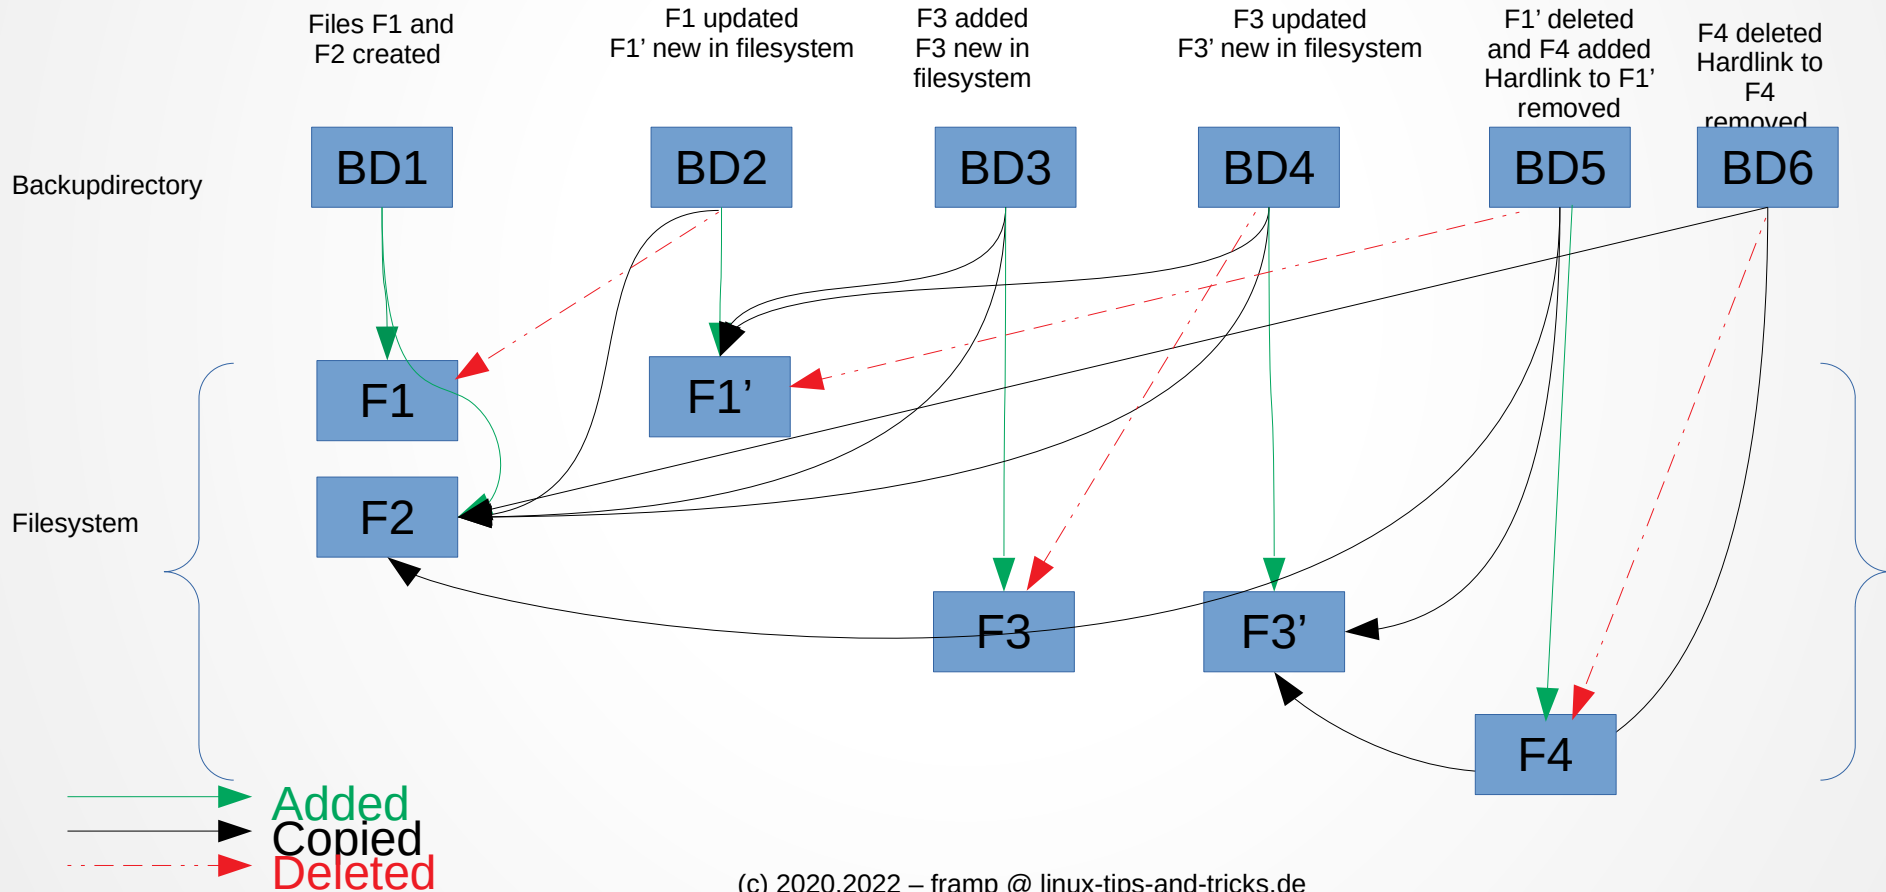 Files F1 and
F2 created
F1 updated
F1’ new in filesystem
F3 added
F3 new in
filesystem
F3 updated
F3’ new in filesystem
F1’ deleted
and F4 added
Hardlink to F1’
removed
F4 deleted
Hardlink to
F4
removed
Backupdirectory
BD1
BD2
BD3
BD4
BD5
BD6
F1
F1’
F2
Filesystem
F3
F3’
F4
Added
Copied
Deleted
(c) 2020,2022 – framp @ linux-tips-and-tricks.de